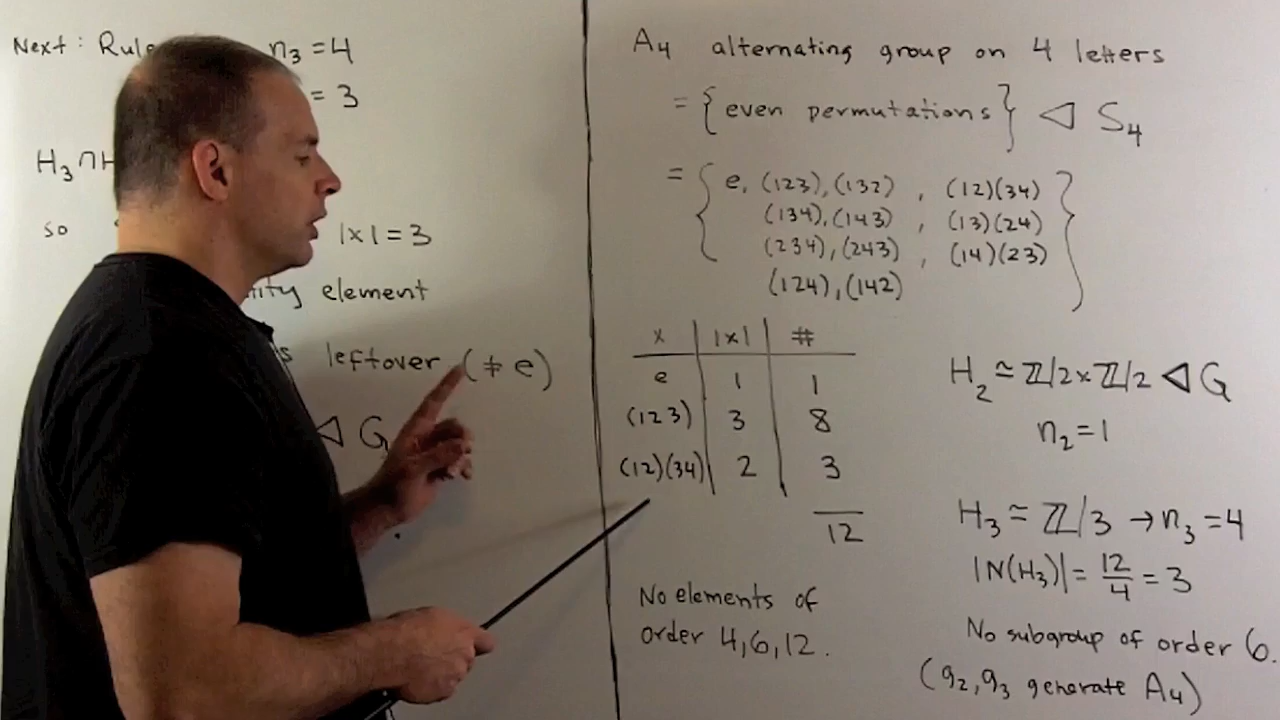 Next: n₃ = 4
= 3
H₃ ∩
so |x| = 3
element
leftover (≠ e)
◁ G
A₄ alternating group on 4 letters
= { even permutations } ◁ S₄
= { e, (123), (132) , (12)(34) }
(134), (143) , (13)(24)
(234), (243) , (14)(23)
(124), (142)
x | |x| | #
e | 1 | 1
(123) | 3 | 8
(12)(34) | 2 | 3
12
No elements of
order 4, 6, 12.
H₂ ≃ ℤ/2 × ℤ/2 ◁ G
n₂ = 1
H₃ ≃ ℤ/3 → n₃ = 4
|N(H₃)| = 12/4 = 3
No subgroup of order 6.
(g₂, g₃ generate A₄)